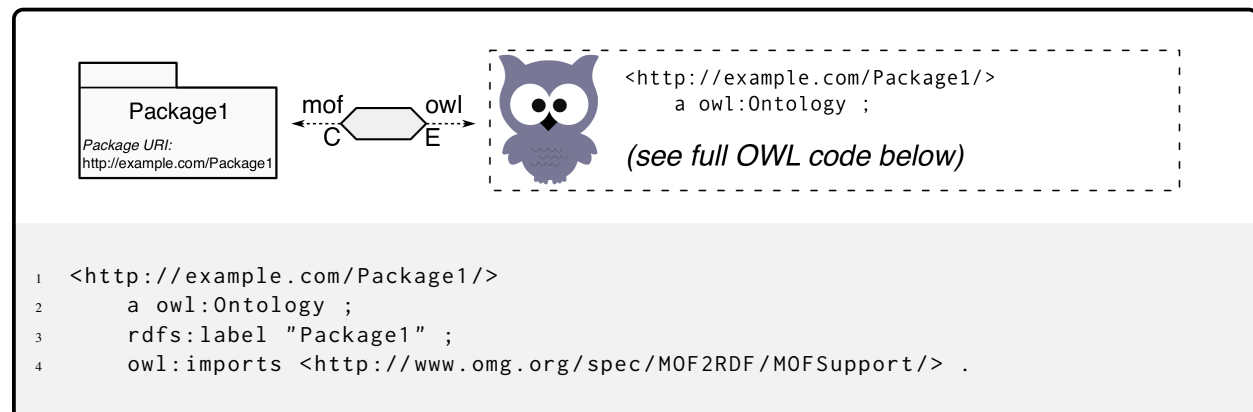 Package1
Package URI:
http://example.com/Package1
mof
C
owl
E
<http://example.com/Package1/>
a owl:Ontology ;
(see full OWL code below)
1 <http://example.com/Package1/>
2 a owl:Ontology ;
3 rdfs:label "Package1" ;
4 owl:imports <http://www.omg.org/spec/MOF2RDF/MOFSupport/> .